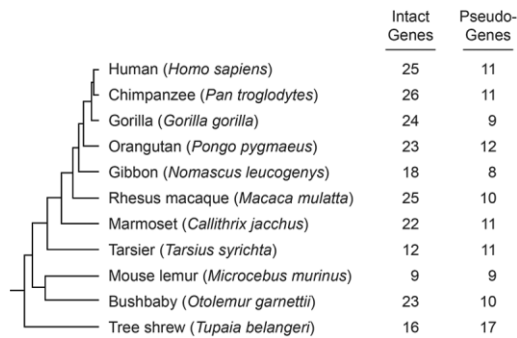 Intact Genes Pseudo-Genes
Human (Homo sapiens) 25 11
Chimpanzee (Pan troglodytes) 26 11
Gorilla (Gorilla gorilla) 24 9
Orangutan (Pongo pygmaeus) 23 12
Gibbon (Nomascus leucogenys) 18 8
Rhesus macaque (Macaca mulatta) 25 10
Marmoset (Callithrix jacchus) 22 11
Tarsier (Tarsius syrichta) 12 11
Mouse lemur (Microcebus murinus) 9 9
Bushbaby (Otolemur garnettii) 23 10
Tree shrew (Tupaia belangeri) 16 17